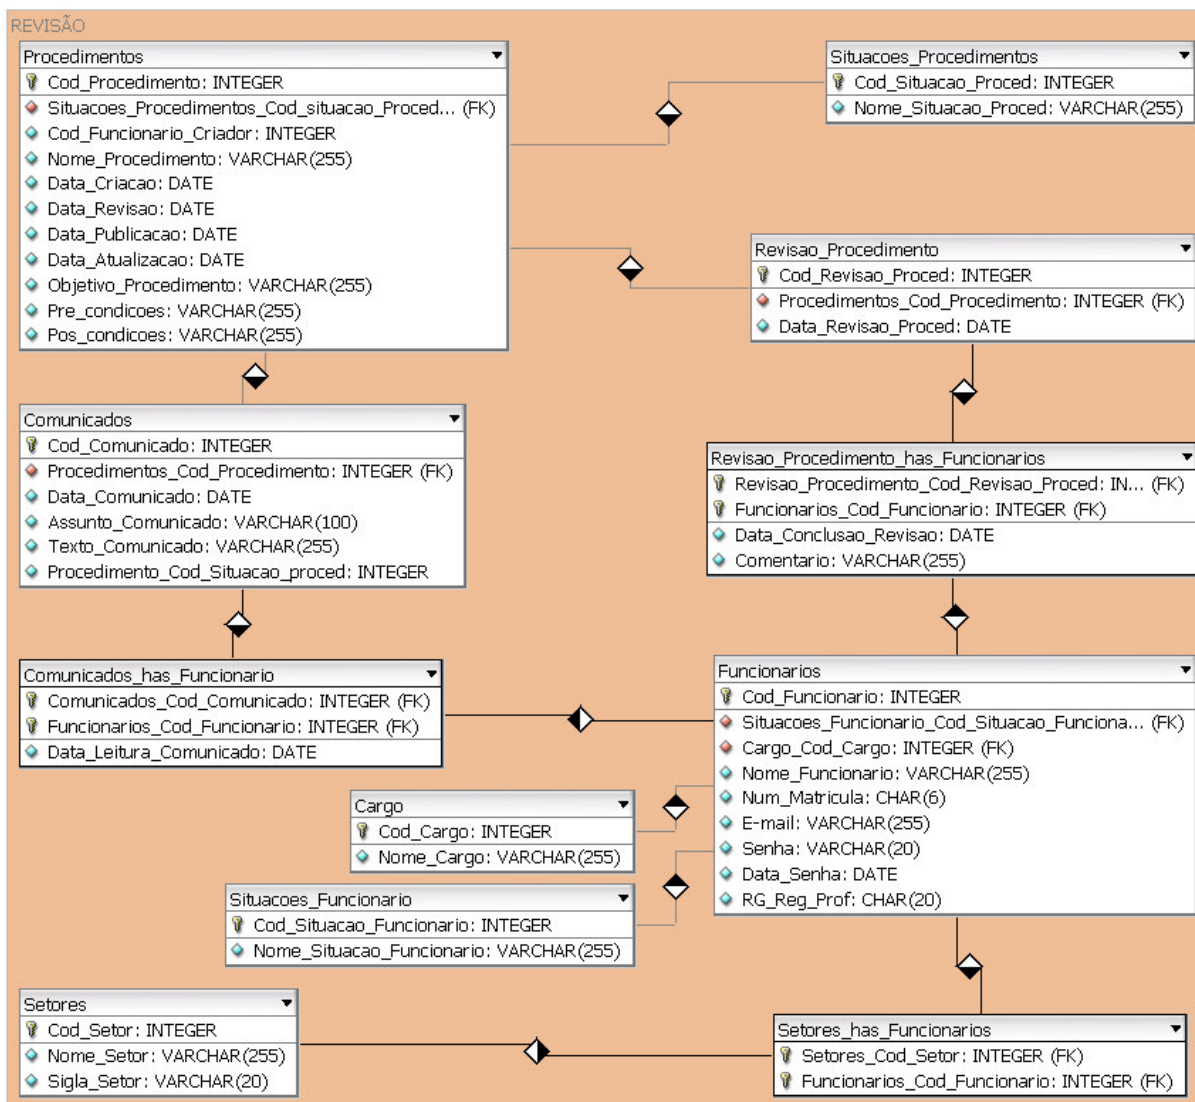 REVISÃO
Procedimentos
Cod_Procedimento: INTEGER
Situacoes_Procedimentos_Cod_situacao_Proced... (FK)
Cod_Funcionario_Criador: INTEGER
Nome_Procedimento: VARCHAR(255)
Data_Criacao: DATE
Data_Revisao: DATE
Data_Publicacao: DATE
Data_Atualizacao: DATE
Objetivo_Procedimento: VARCHAR(255)
Pre_condicoes: VARCHAR(255)
Pos_condicoes: VARCHAR(255)
Situacoes_Procedimentos
Cod_Situacao_Proced: INTEGER
Nome_Situacao_Proced: VARCHAR(255)
Revisao_Procedimento
Cod_Revisao_Proced: INTEGER
Procedimentos_Cod_Procedimento: INTEGER (FK)
Data_Revisao_Proced: DATE
Comunicados
Cod_Comunicado: INTEGER
Procedimentos_Cod_Procedimento: INTEGER (FK)
Data_Comunicado: DATE
Assunto_Comunicado: VARCHAR(100)
Texto_Comunicado: VARCHAR(255)
Procedimento_Cod_Situacao_proced: INTEGER
Revisao_Procedimento_has_Funcionarios
Revisao_Procedimento_Cod_Revisao_Proced: IN... (FK)
Funcionarios_Cod_Funcionario: INTEGER (FK)
Data_Conclusao_Revisao: DATE
Comentario: VARCHAR(255)
Comunicados_has_Funcionario
Comunicados_Cod_Comunicado: INTEGER (FK)
Funcionarios_Cod_Funcionario: INTEGER (FK)
Data_Leitura_Comunicado: DATE
Funcionarios
Cod_Funcionario: INTEGER
Situacoes_Funcionario_Cod_Situacao_Funciona... (FK)
Cargo_Cod_Cargo: INTEGER (FK)
Nome_Funcionario: VARCHAR(255)
Num_Matricula: CHAR(6)
E-mail: VARCHAR(255)
Senha: VARCHAR(20)
Data_Senha: DATE
RG_Reg_Prof: CHAR(20)
Cargo
Cod_Cargo: INTEGER
Nome_Cargo: VARCHAR(255)
Situacoes_Funcionario
Cod_Situacao_Funcionario: INTEGER
Nome_Situacao_Funcionario: VARCHAR(255)
Setores
Cod_Setor: INTEGER
Nome_Setor: VARCHAR(255)
Sigla_Setor: VARCHAR(20)
Setores_has_Funcionarios
Setores_Cod_Setor: INTEGER (FK)
Funcionarios_Cod_Funcionario: INTEGER (FK)